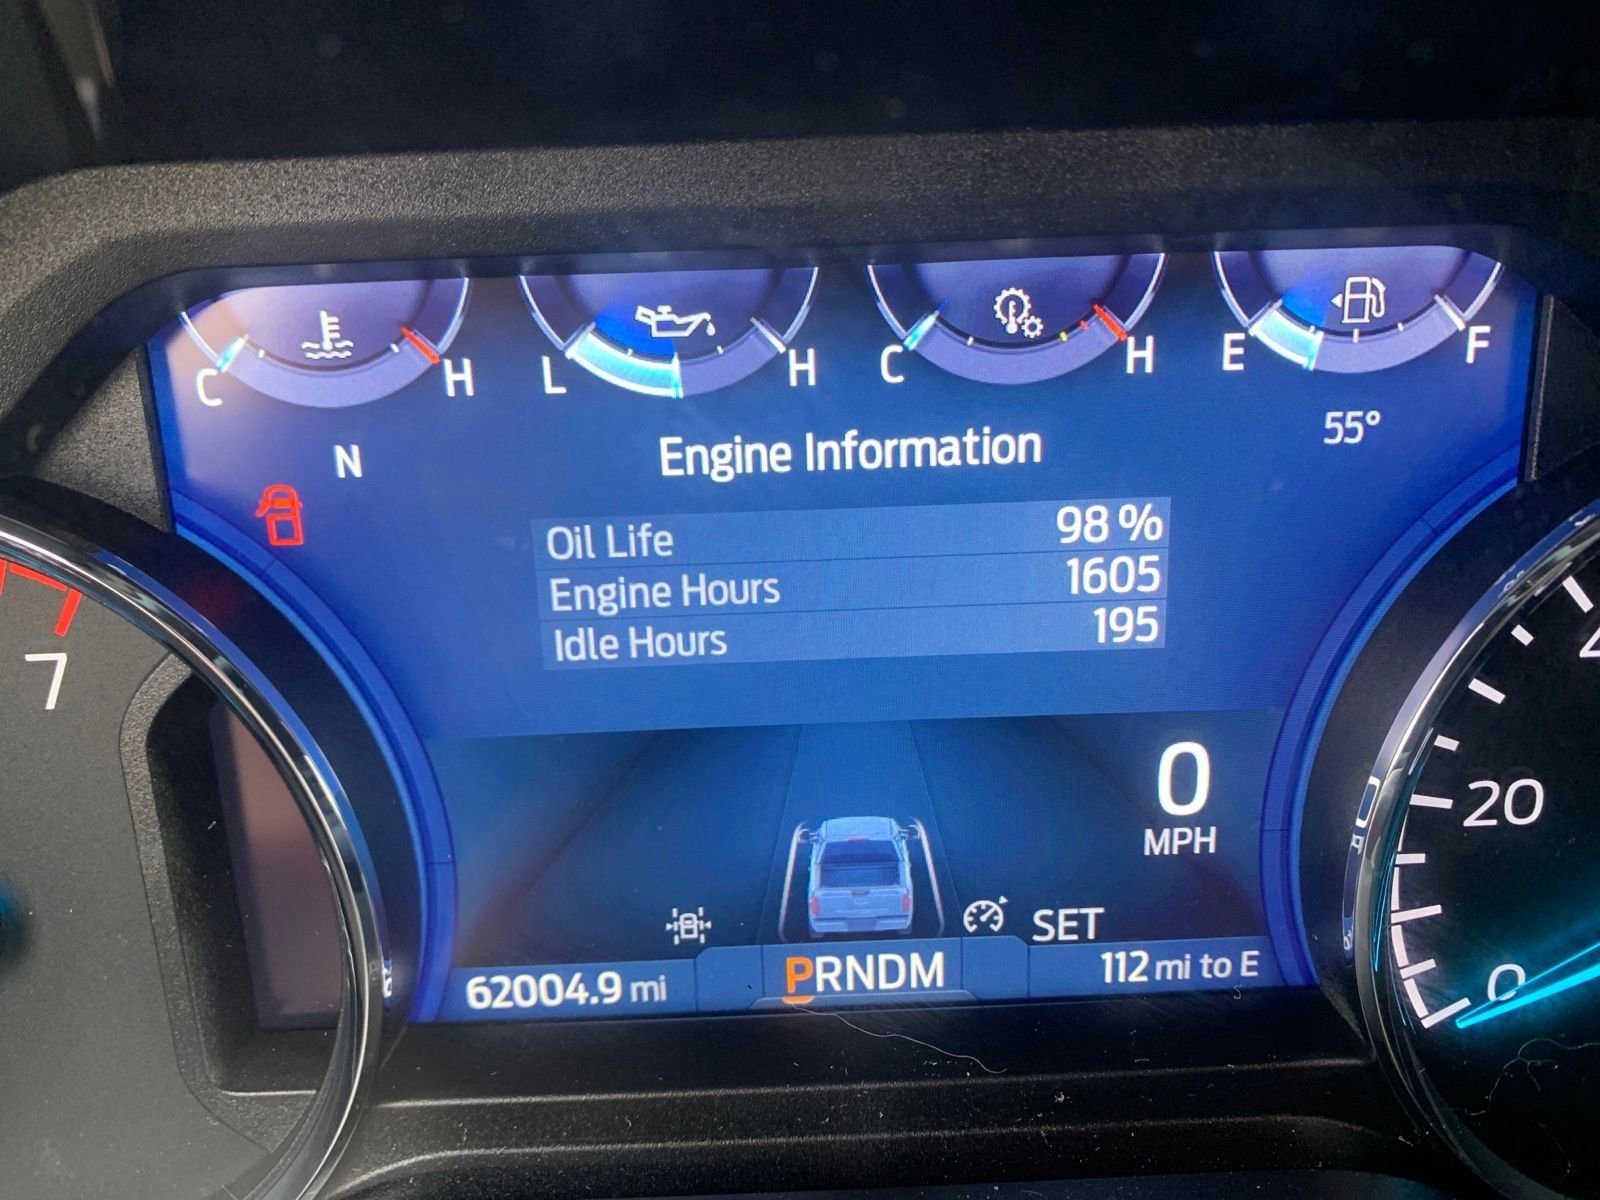 C H
L H
C H
E F
N
55°
Engine Information
Oil Life 98 %
Engine Hours 1605
Idle Hours 195
7
0
MPH
20
SET
62004.9 mi
PRNDM
112 mi to E
0